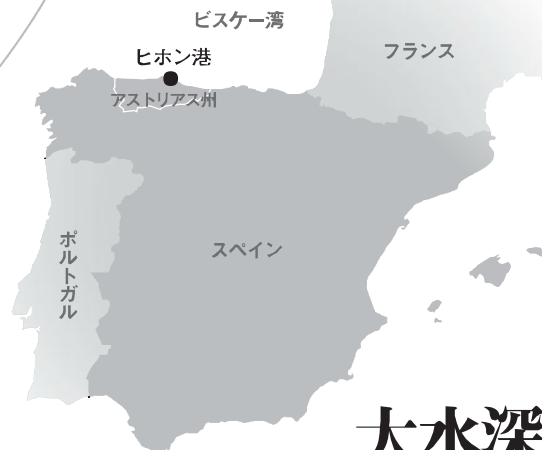 ビスケー湾
ヒホン港
フランス
アストリアス州
スペイン
ポルトガル
大水深